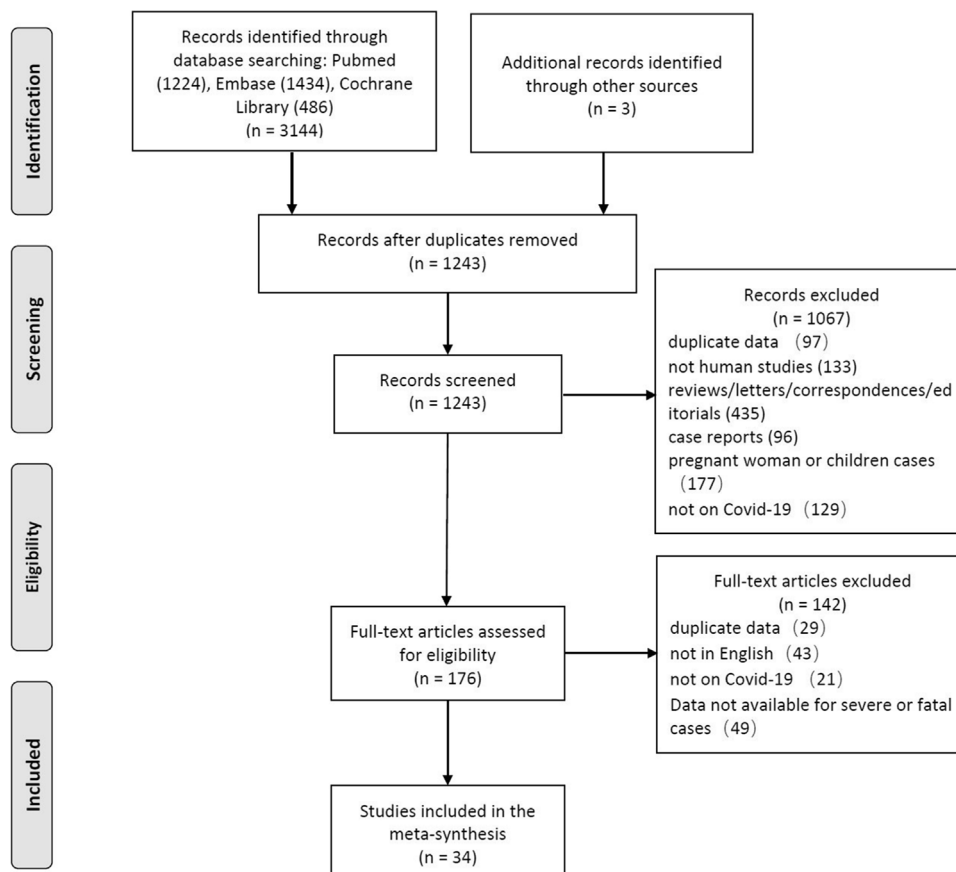 Identification
Records identified through
database searching: Pubmed
(1224), Embase (1434), Cochrane
Library (486)
(n = 3144)
Additional records identified
through other sources
(n = 3)
Records after duplicates removed
(n = 1243)
Screening
Records screened
(n = 1243)
Records excluded
(n = 1067)
duplicate data （97）
not human studies (133)
reviews/letters/correspondences/ed
itorials (435)
case reports (96)
pregnant woman or children cases
（177）
not on Covid-19 （129）
Eligibility
Full-text articles assessed
for eligibility
(n = 176)
Full-text articles excluded
(n = 142)
duplicate data （29）
not in English （43）
not on Covid-19 （21）
Data not available for severe or fatal
cases （49）
Included
Studies included in the
meta-synthesis
(n = 34)